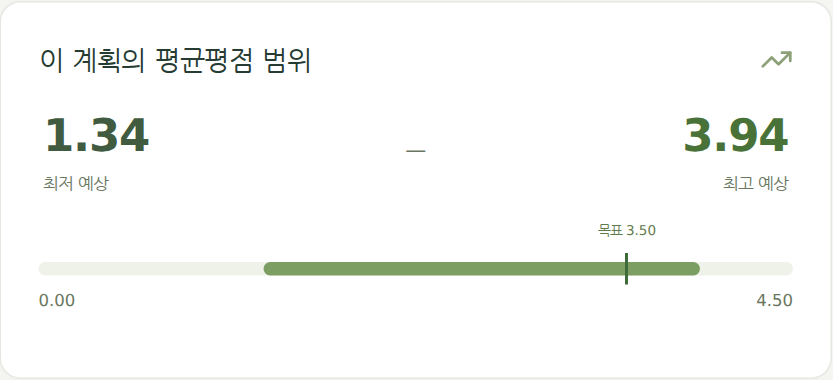 이 계획의 평균평점 범위
1.34 — 3.94
최저 예상 최고 예상
목표 3.50
0.00 4.50